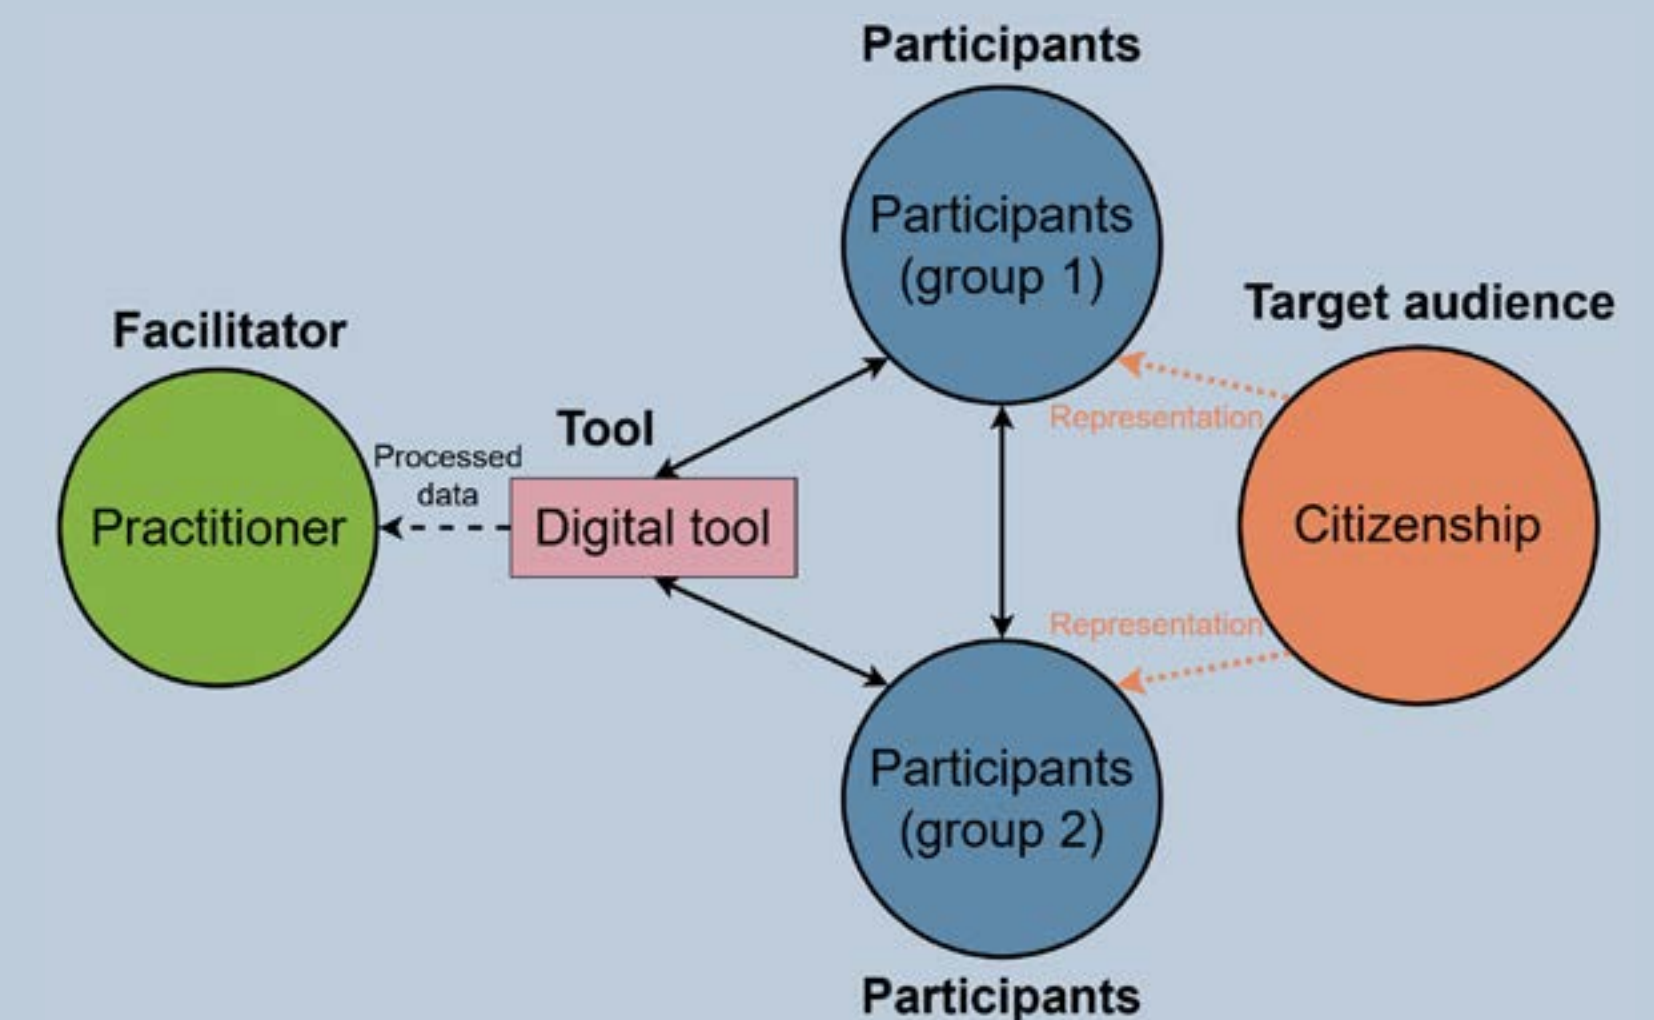 Participants
Participants
(group 1)
Target audience
Facilitator
Representation
Tool
Processed
data
Practitioner
Digital tool
Citizenship
Representation
Participants
(group 2)
Participants